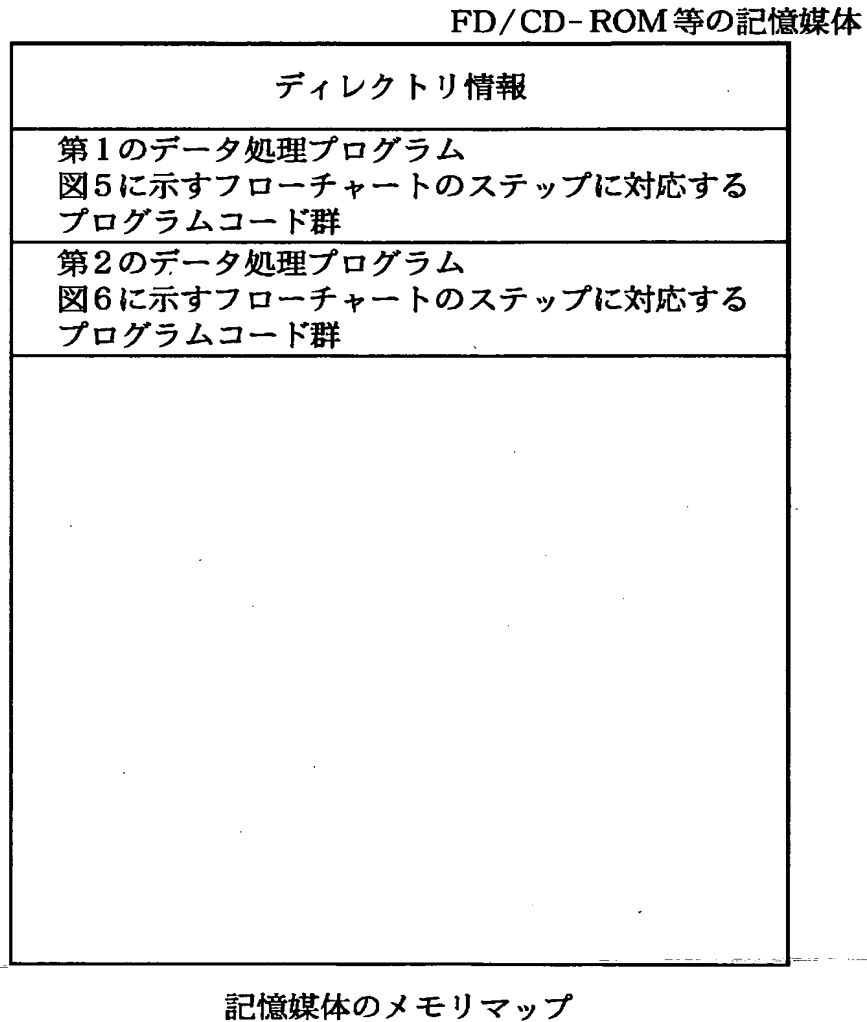 FD/CD-ROM等の記憶媒体
ディレクトリ情報
第1のデータ処理プログラム
図5に示すフローチャートのステップに対応する
プログラムコード群
第2のデータ処理プログラム
図6に示すフローチャートのステップに対応する
プログラムコード群
記憶媒体のメモリマップ